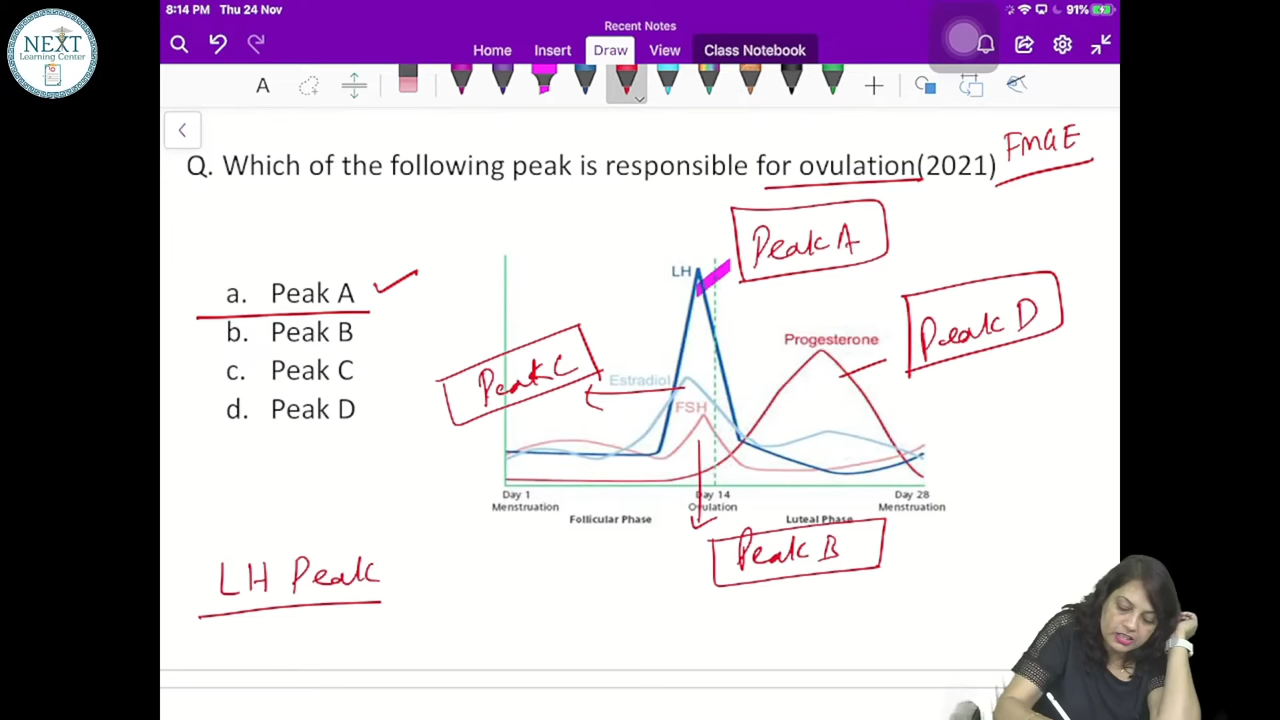 8:14 PM Thu 24 Nov
91%
Recent Notes
Home Insert Draw View Class Notebook
NEXT
Learning Center
A
Q. Which of the following peak is responsible for ovulation(2021) FMGE
a. Peak A
b. Peak B
c. Peak C
d. Peak D
Peak A
LH
Peak D
Progesterone
Peak C
Estradiol
FSH
Day 1
Menstruation
Day 14
Ovulation
Day 28
Menstruation
Follicular Phase
Luteal Phase
Peak B
LH Peak